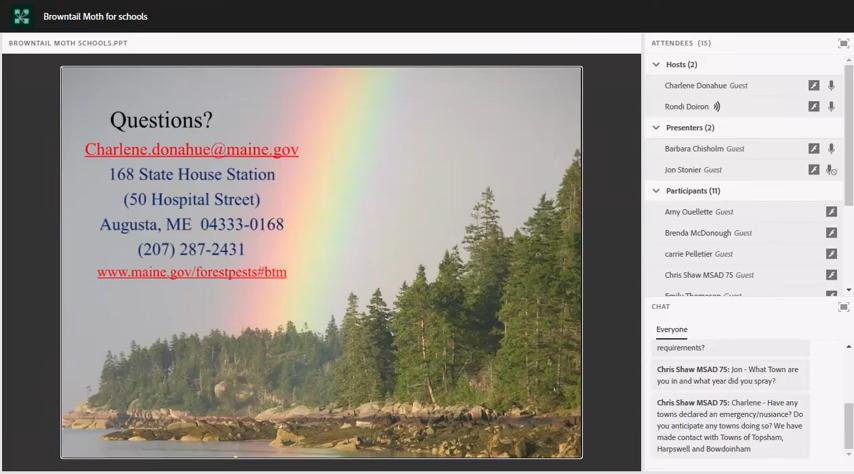 Browntail Moth for schools
BROWNTAIL MOTH SCHOOLS.PPT
Questions?
Charlene.donahue@maine.gov
168 State House Station
(50 Hospital Street)
Augusta, ME 04333-0168
(207) 287-2431
www.maine.gov/forestpests#btm
ATTENDEES (15)
Hosts (2)
Charlene Donahue Guest
Rondi Doiron
Presenters (2)
Barbara Chisholm Guest
Jon Stonier Guest
Participants (11)
Amy Ouellette Guest
Brenda McDonough Guest
carrie Pelletier Guest
Chris Shaw MSAD 75 Guest
CHAT
Everyone
requirements?
Chris Shaw MSAD 75: Jon - What Town are
you in and what year did you spray?
Chris Shaw MSAD 75: Charlene - Have any
towns declared an emergency/nusiance? Do
you anticipate any towns doing so? We have
made contact with Towns of Topsham,
Harpswell and Bowdoinham